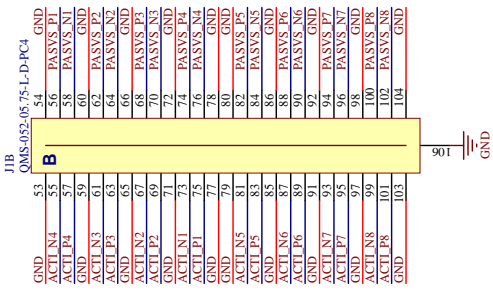 J1B
QMS-052-05.75-L-D-PC4
GND
PASVS_P1
PASVS_N1
GND
PASVS_P2
PASVS_N2
GND
PASVS_P3
PASVS_N3
GND
PASVS_P4
PASVS_N4
GND
GND
PASVS_P5
PASVS_N5
GND
PASVS_P6
PASVS_N6
GND
PASVS_P7
PASVS_N7
GND
PASVS_P8
PASVS_N8
GND
54
56
58
60
62
64
66
68
70
72
74
76
78
80
82
84
86
88
90
92
94
96
98
100
102
104
B
106
GND
53
55
57
59
61
63
65
67
69
71
73
75
77
79
81
83
85
87
89
91
93
95
97
99
101
103
GND
ACTI_N4
ACTI_P4
GND
ACTI_N3
ACTI_P3
GND
ACTI_N2
ACTI_P2
GND
ACTI_N1
ACTI_P1
GND
GND
ACTI_N5
ACTI_P5
GND
ACTI_N6
ACTI_P6
GND
ACTI_N7
ACTI_P7
GND
ACTI_N8
ACTI_P8
GND